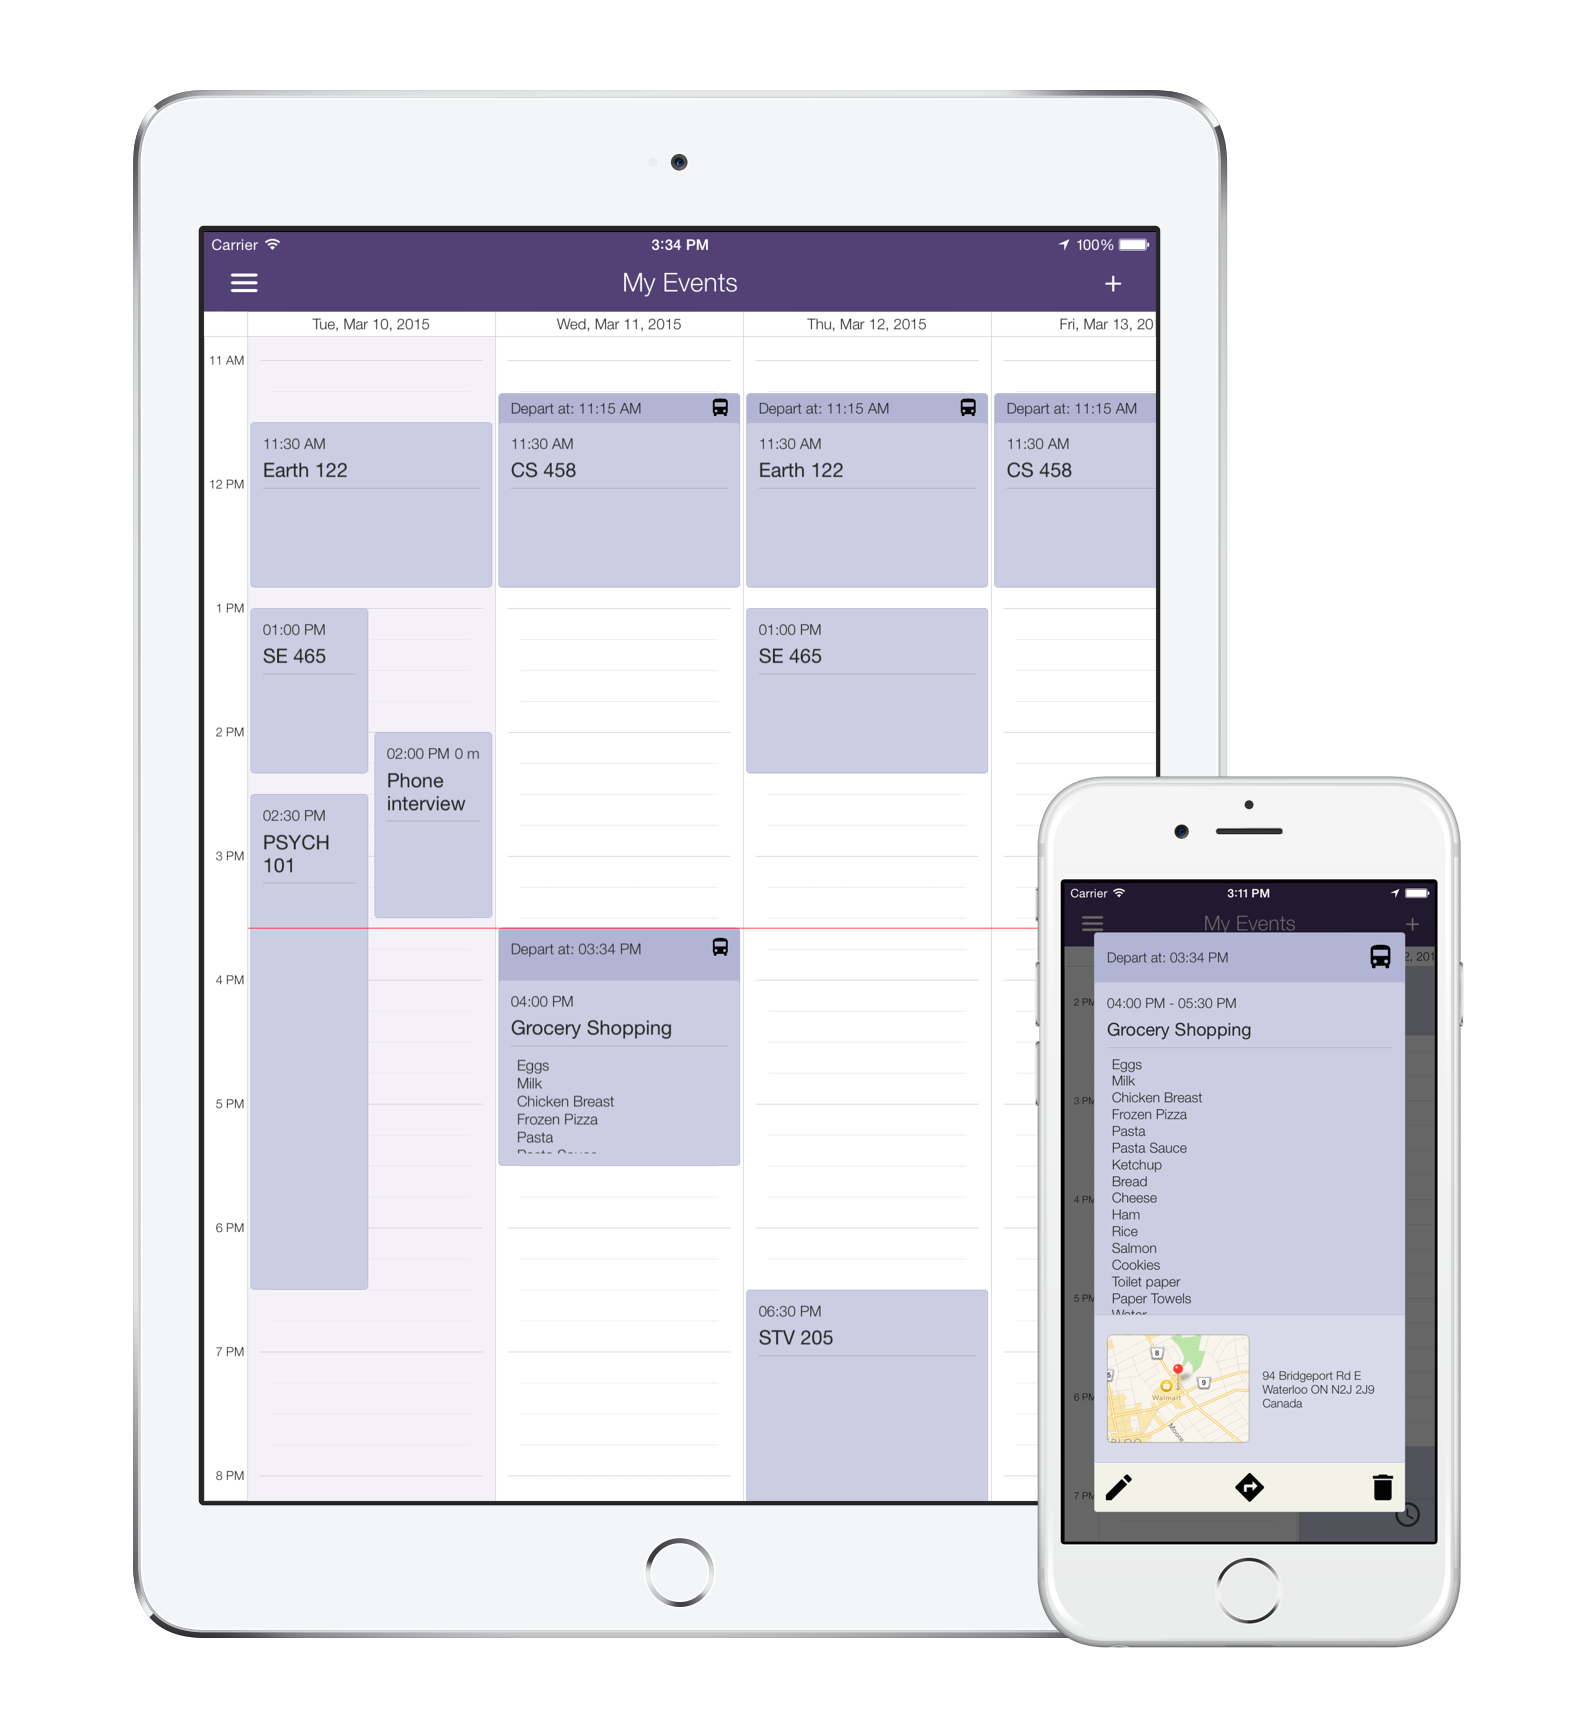 Carrier
3:34 PM
100%
My Events
+
Tue, Mar 10, 2015
Wed, Mar 11, 2015
Thu, Mar 12, 2015
Fri, Mar 13, 20
11 AM
12 PM
1 PM
2 PM
3 PM
4 PM
5 PM
6 PM
7 PM
8 PM
11:30 AM
Earth 122
01:00 PM
SE 465
02:00 PM 0 m
Phone
interview
02:30 PM
PSYCH
101
Depart at: 11:15 AM
11:30 AM
CS 458
Depart at: 03:34 PM
04:00 PM
Grocery Shopping
Eggs
Milk
Chicken Breast
Frozen Pizza
Pasta
Pasta Sauce
Depart at: 11:15 AM
11:30 AM
Earth 122
01:00 PM
SE 465
06:30 PM
STV 205
Depart at: 11:15 AM
11:30 AM
CS 458
Carrier
3:11 PM
My Events
+
2, 201
2 PM
3 PM
4 PM
5 PM
6 PM
7 PM
Depart at: 03:34 PM
04:00 PM - 05:30 PM
Grocery Shopping
Eggs
Milk
Chicken Breast
Frozen Pizza
Pasta
Pasta Sauce
Ketchup
Bread
Cheese
Ham
Rice
Salmon
Cookies
Toilet paper
Paper Towels
Water
8
5
9
Walmart
Moore
94 Bridgeport Rd E
Waterloo ON N2J 2J9
Canada